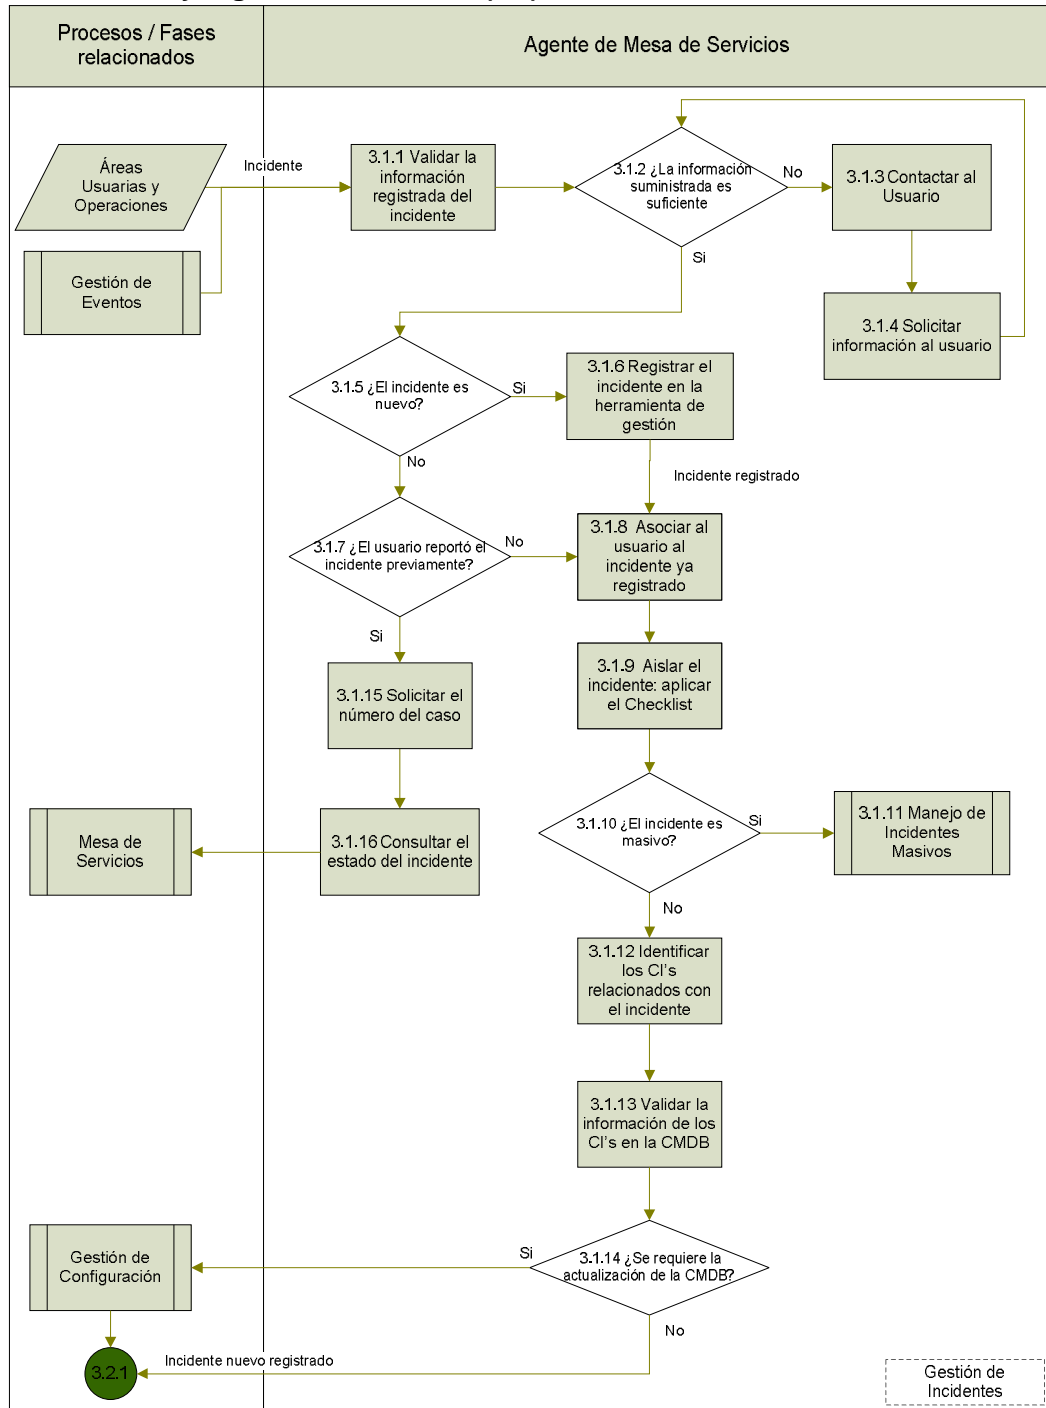 Procesos / Fases
relacionados
Agente de Mesa de Servicios
Áreas
Usuarias y
Operaciones
Incidente
3.1.1 Validar la
información
registrada del
incidente
3.1.2 ¿La información
suministrada es
suficiente
No
3.1.3 Contactar al
Usuario
Si
Gestión de
Eventos
3.1.4 Solicitar
información al usuario
3.1.5 ¿El incidente es
nuevo?
Si
3.1.6 Registrar el
incidente en la
herramienta de
gestión
No
Incidente registrado
3.1.7 ¿El usuario reportó el
incidente previamente?
No
3.1.8 Asociar al
usuario al
incidente ya
registrado
Si
3.1.15 Solicitar el
número del caso
3.1.9 Aislar el
incidente: aplicar
el Checklist
Mesa de
Servicios
3.1.16 Consultar el
estado del incidente
3.1.10 ¿El incidente es
masivo?
Si
3.1.11 Manejo de
Incidentes
Masivos
No
3.1.12 Identificar
los CI's
relacionados con
el incidente
3.1.13 Validar la
información de los
CI's en la CMDB
Gestión de
Configuración
Si
3.1.14 ¿Se requiere la
actualización de la CMDB?
No
3.2.1
Incidente nuevo registrado
Gestión de
Incidentes